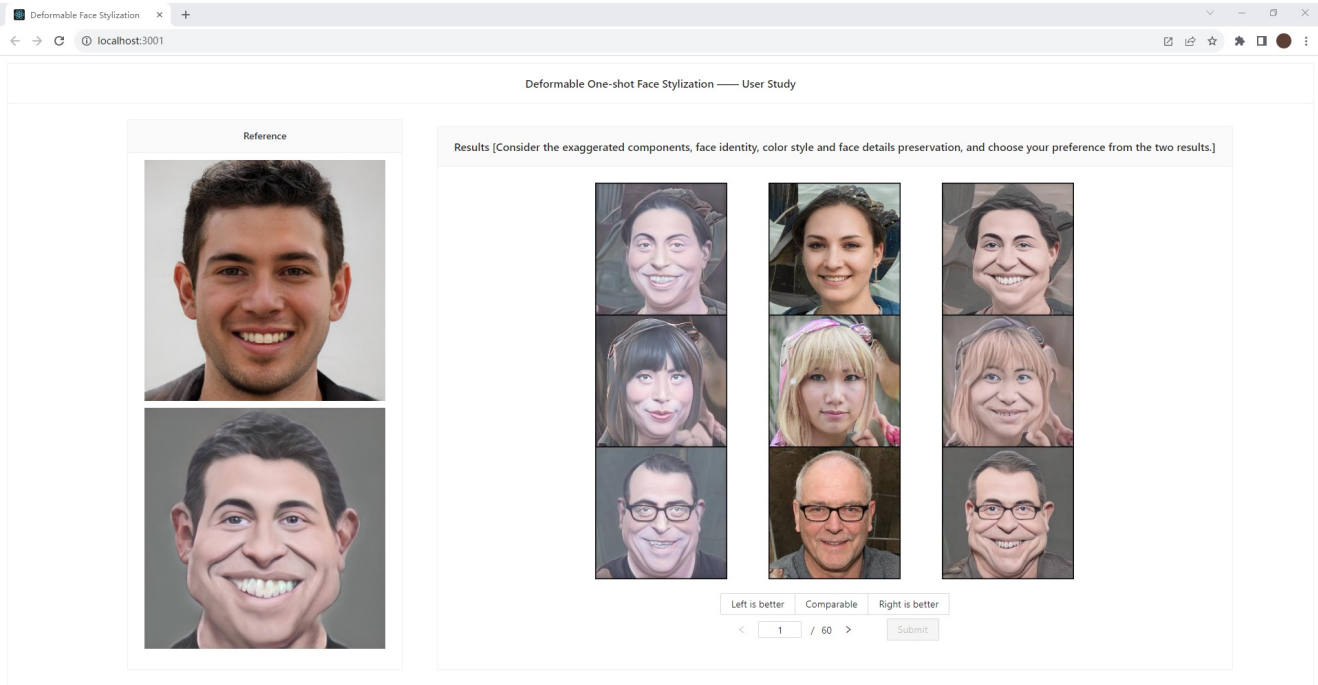 Deformable Face Stylization
localhost:3001
Deformable One-shot Face Stylization —— User Study
Reference
Results [Consider the exaggerated components, face identity, color style and face details preservation, and choose your preference from the two results.]
Left is better Comparable Right is better
< 1 / 60 > Submit